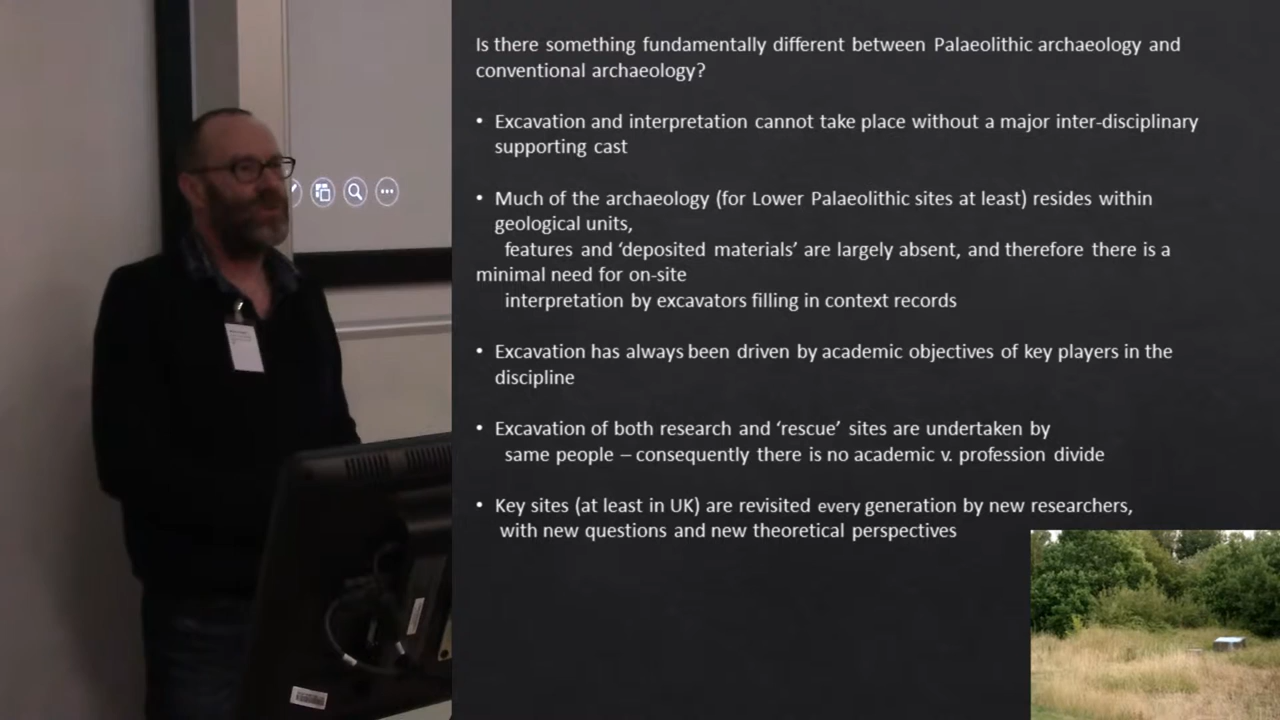 Is there something fundamentally different between Palaeolithic archaeology and
conventional archaeology?
• Excavation and interpretation cannot take place without a major inter-disciplinary
supporting cast
• Much of the archaeology (for Lower Palaeolithic sites at least) resides within
geological units,
features and ‘deposited materials’ are largely absent, and therefore there is a
minimal need for on-site
interpretation by excavators filling in context records
• Excavation has always been driven by academic objectives of key players in the
discipline
• Excavation of both research and ‘rescue’ sites are undertaken by
same people – consequently there is no academic v. profession divide
• Key sites (at least in UK) are revisited every generation by new researchers,
with new questions and new theoretical perspectives